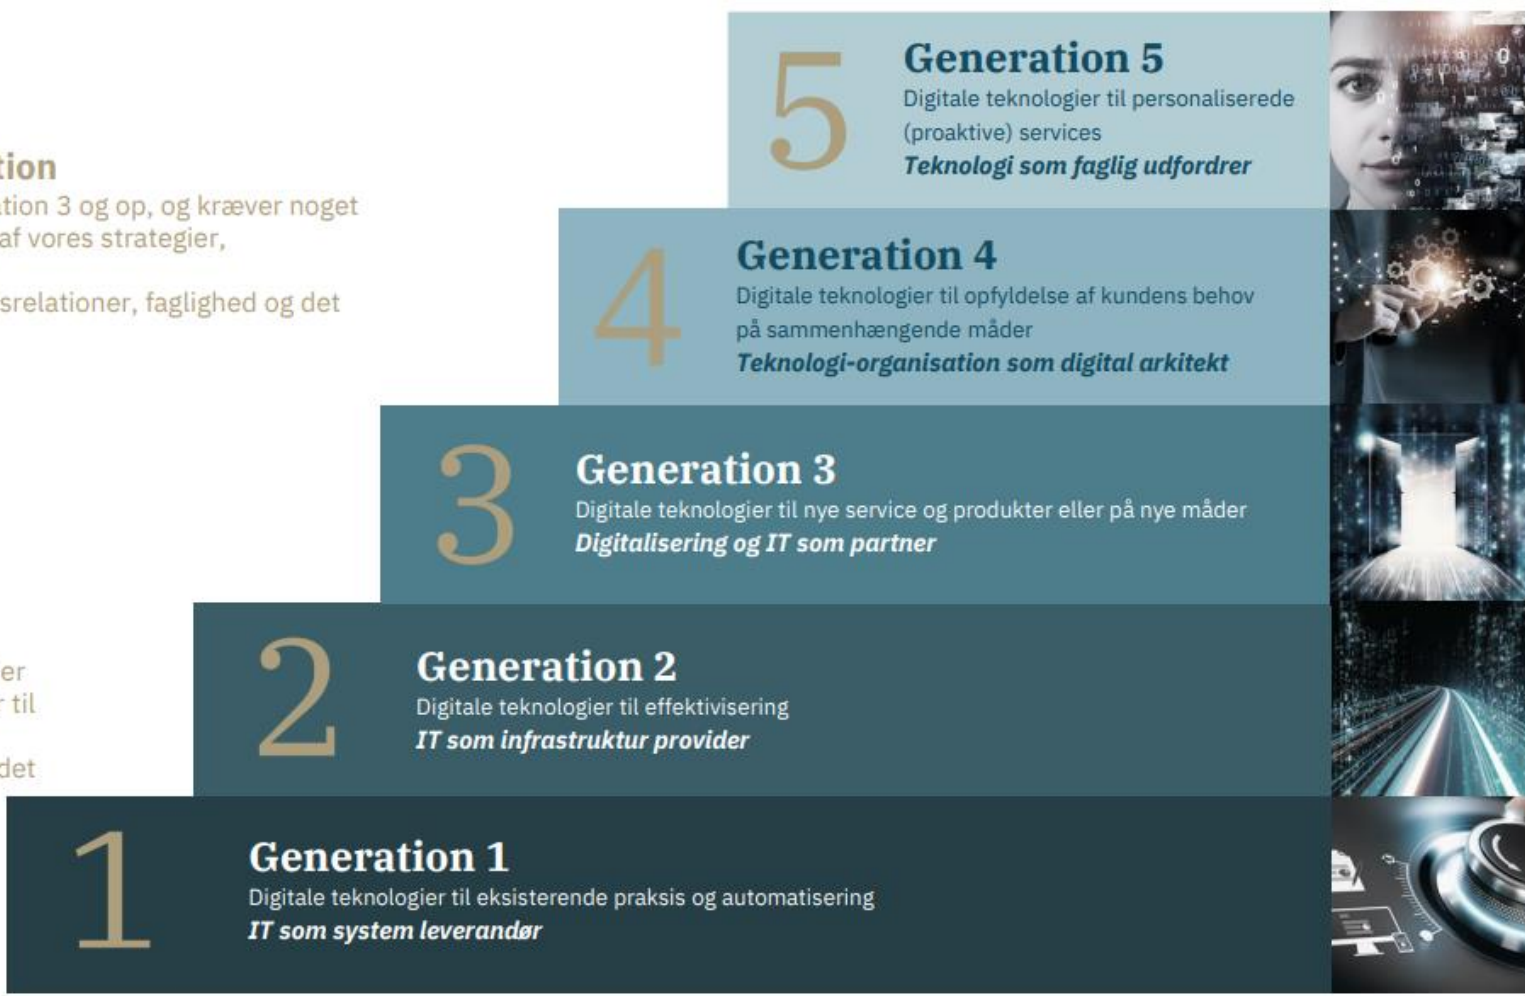 5
Generation 5
Digitale teknologier til personaliserede
(proaktive) services
Teknologi som faglig udfordrer
tion
tion 3 og op, og kræver noget
af vores strategier,
srelationer, faglighed og det
4
Generation 4
Digitale teknologier til opfyldelse af kundens behov
på sammenhængende måder
Teknologi-organisation som digital arkitekt
3
Generation 3
Digitale teknologier til nye service og produkter eller på nye måder
Digitalisering og IT som partner
er
til
det
2
Generation 2
Digitale teknologier til effektivisering
IT som infrastruktur provider
1
Generation 1
Digitale teknologier til eksisterende praksis og automatisering
IT som system leverandør